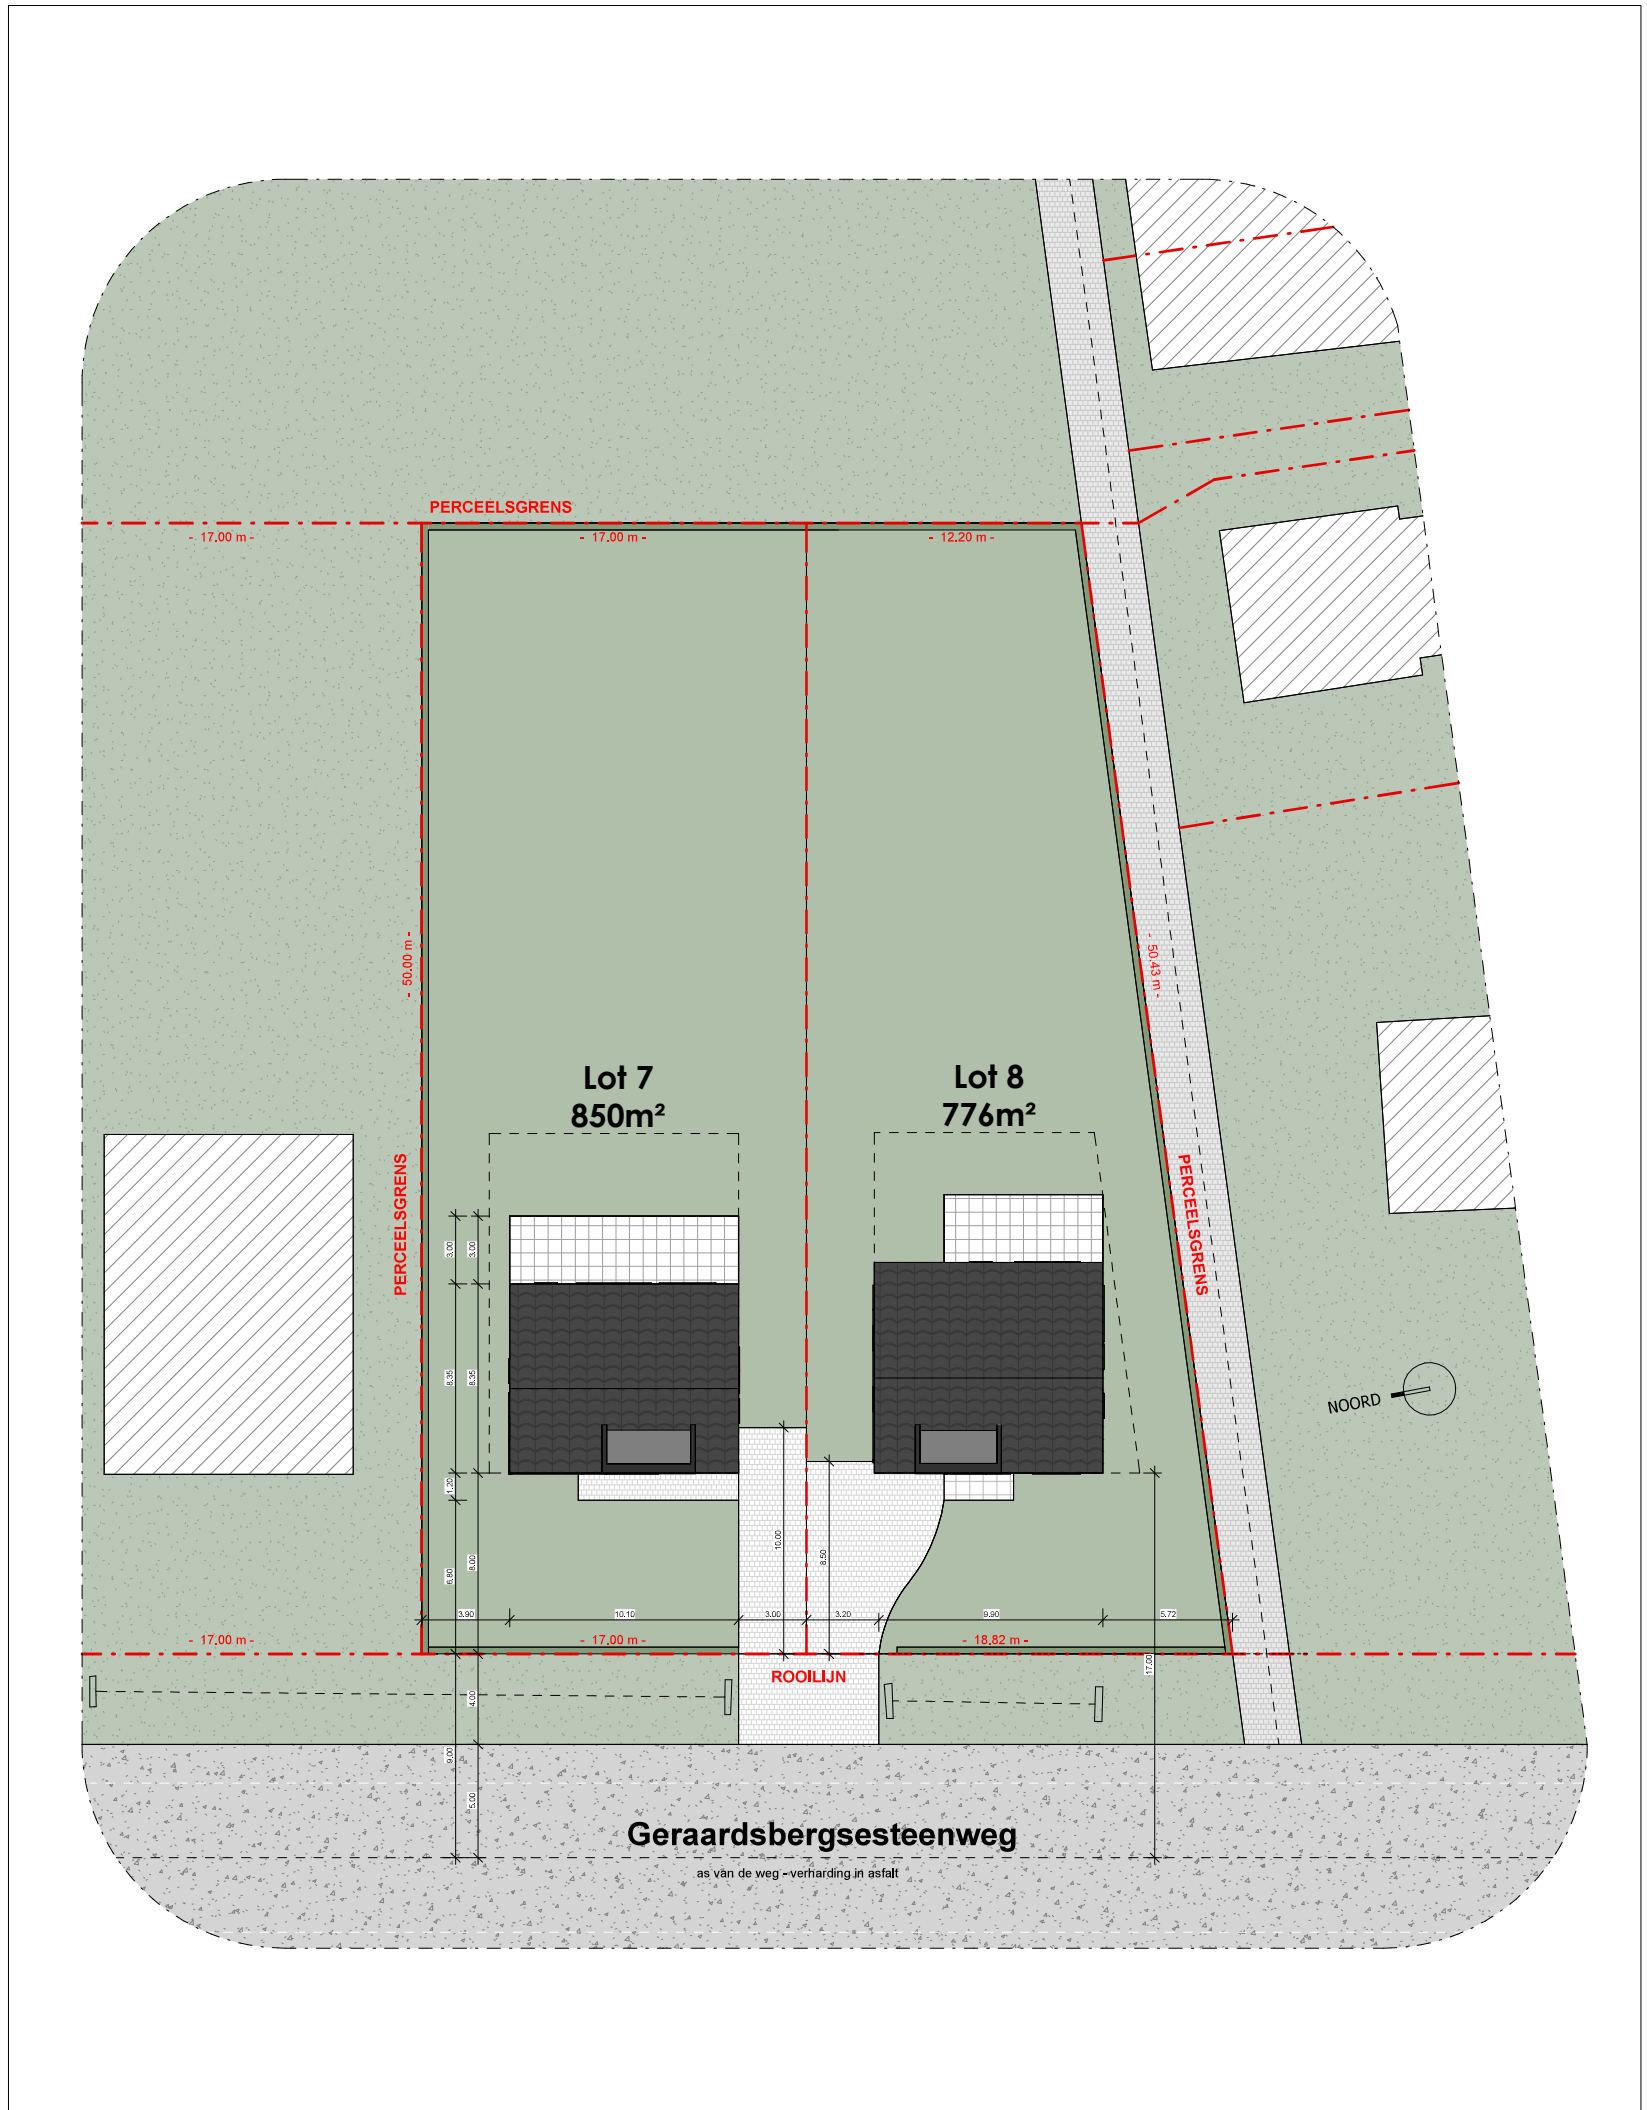 PERCEELSGRENS
- 17.00 m -
- 17.00 m -
- 12.20 m -
- 50.00 m -
- 50.43 m -
Lot 7
850m²
Lot 8
776m²
PERCEELSGRENS
PERCEELSGRENS
3.00
3.00
8.35
8.35
NOORD
1.20
10.00
8.50
6.80
8.00
3.90
10.10
3.00
3.20
9.90
5.72
- 17.00 m -
- 17.00 m -
- 18.82 m -
ROOILIJN
17.00
4.00
9.00
5.00
Geraardsbergsesteenweg
as van de weg - verharding in asfalt